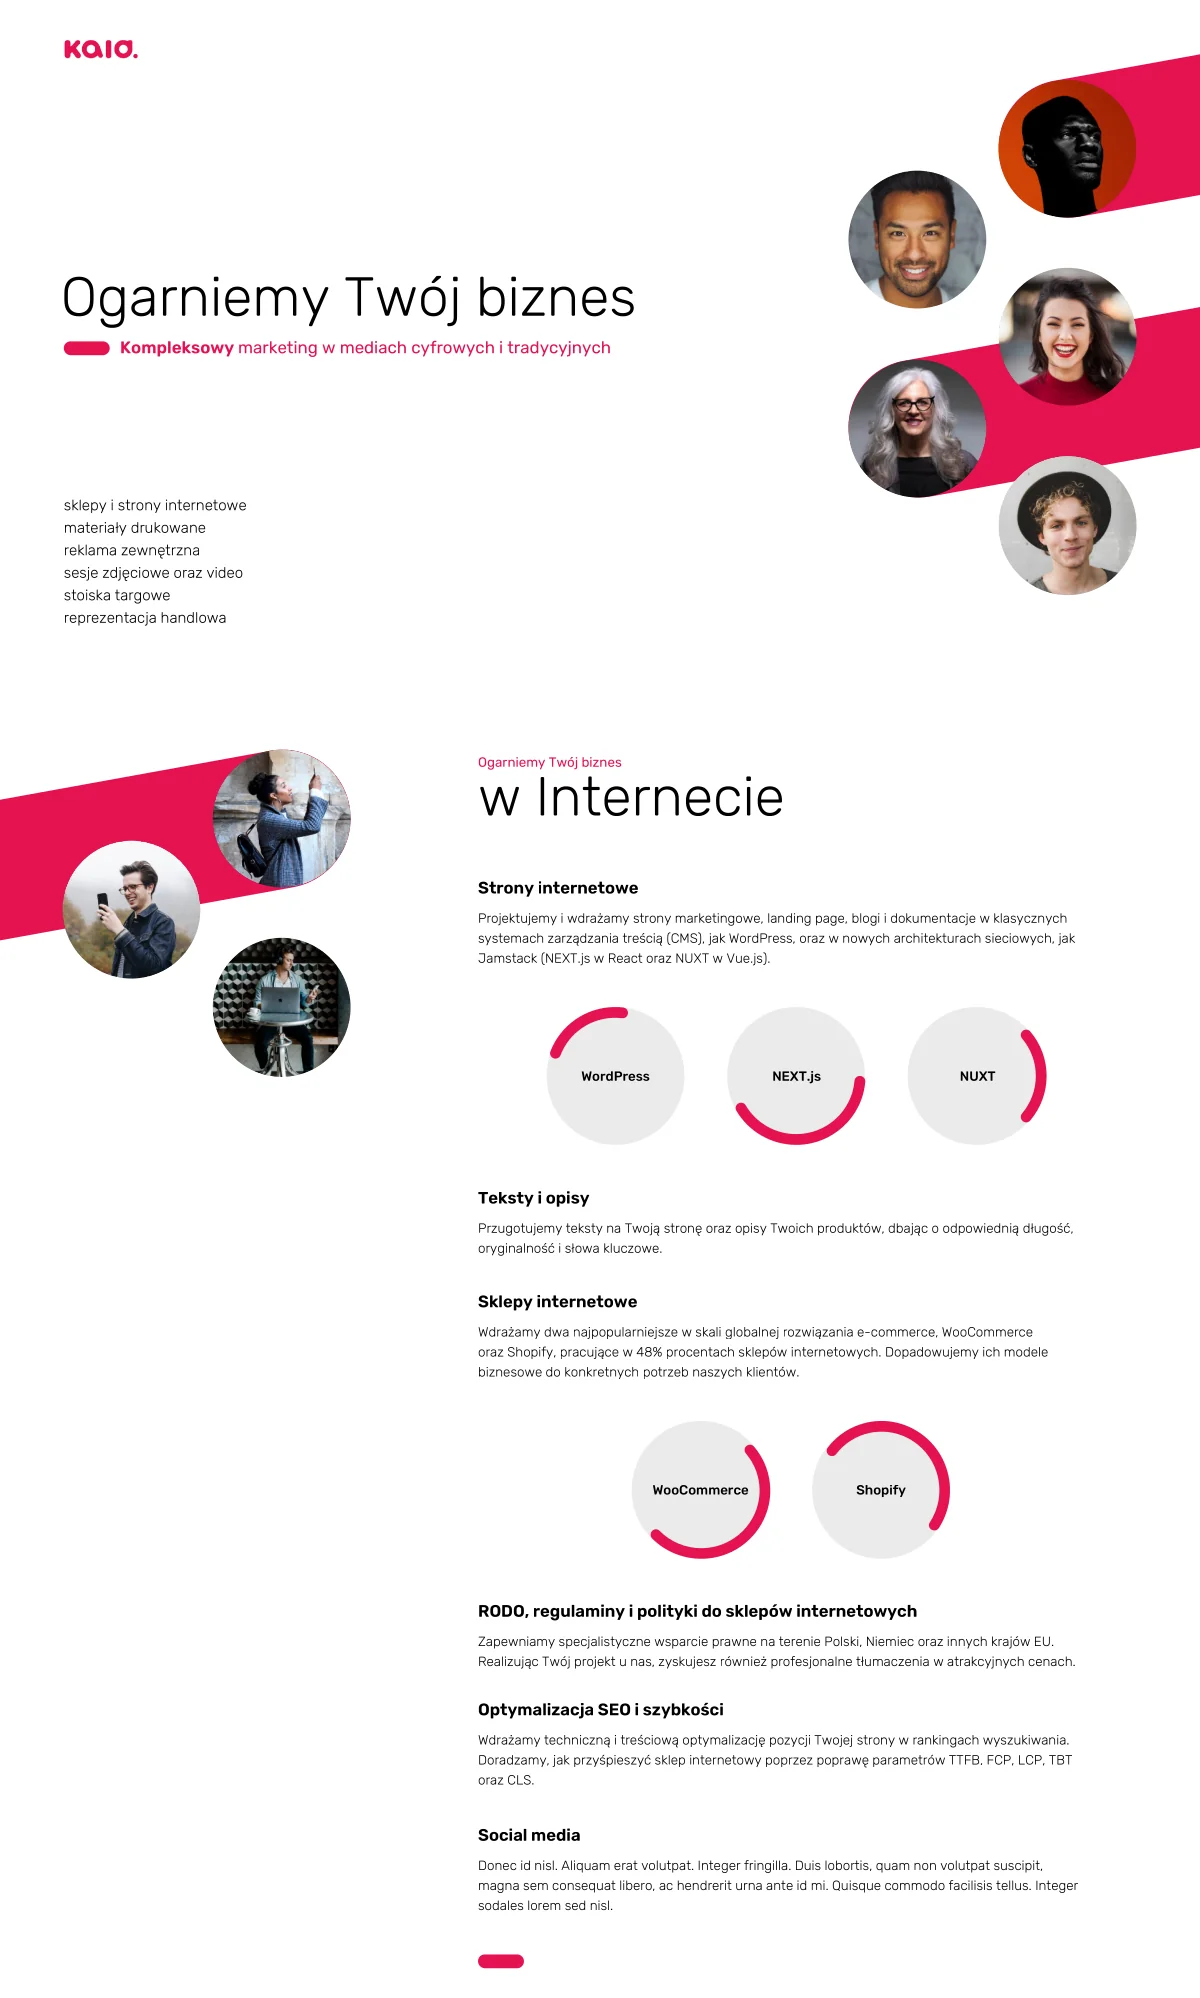 KAIO.
Ogarniemy Twój biznes
Kompleksowy marketing w mediach cyfrowych i tradycyjnych
sklepy i strony internetowe
materiały drukowane
reklama zewnętrzna
sesje zdjęciowe oraz video
stoiska targowe
reprezentacja handlowa
Ogarniemy Twój biznes
w Internecie
Strony internetowe
Projektujemy i wdrażamy strony marketingowe, landing page, blogi i dokumentacje w klasycznych
systemach zarządzania treścią (CMS), jak WordPress, oraz w nowych architekturach sieciowych, jak
Jamstack (NEXT.js w React oraz NUXT w Vue.js).
WordPress
NEXT.js
NUXT
Teksty i opisy
Przugotujemy teksty na Twoją stronę oraz opisy Twoich produktów, dbając o odpowiednią długość,
oryginalność i słowa kluczowe.
Sklepy internetowe
Wdrażamy dwa najpopularniejsze w skali globalnej rozwiązania e-commerce, WooCommerce
oraz Shopify, pracujące w 48% procentach sklepów internetowych. Dopadowujemy ich modele
biznesowe do konkretnych potrzeb naszych klientów.
WooCommerce
Shopify
RODO, regulaminy i polityki do sklepów internetowych
Zapewniamy specjalistyczne wsparcie prawne na terenie Polski, Niemiec oraz innych krajów EU.
Realizując Twój projekt u nas, zyskujesz również profesjonalne tłumaczenia w atrakcyjnych cenach.
Optymalizacja SEO i szybkości
Wdrażamy techniczną i treściową optymalizację pozycji Twojej strony w rankingach wyszukiwania.
Doradzamy, jak przyśpieszyć sklep internetowy poprzez poprawę parametrów TTFB. FCP, LCP, TBT
oraz CLS.
Social media
Donec id nisl. Aliquam erat volutpat. Integer fringilla. Duis lobortis, quam non volutpat suscipit,
magna sem consequat libero, ac hendrerit urna ante id mi. Quisque commodo facilisis tellus. Integer
sodales lorem sed nisl.